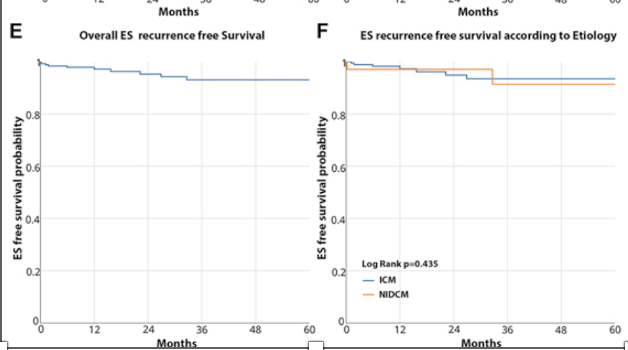 Months
Months
E
Overall ES recurrence free Survival
ES free survival probability
1
0.8
0.6
0.4
0.2
0
0 12 24 36 48 60
Months
F
ES recurrence free survival according to Etiology
ES free survival probability
1
0.8
0.6
0.4
0.2
0
Log Rank p=0.435
ICM
NIDCM
0 12 24 36 48 60
Months